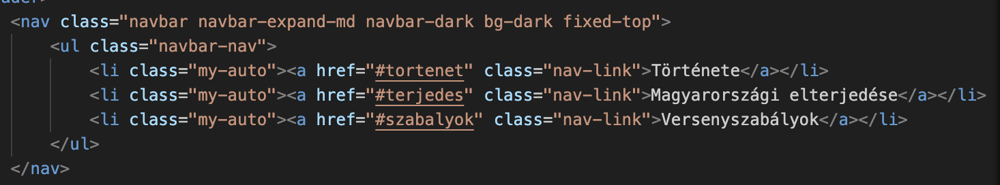 <nav class="navbar navbar-expand-md navbar-dark bg-dark fixed-top">
<ul class="navbar-nav">
<li class="my-auto"><a href="#tortenet" class="nav-link">Története</a></li>
<li class="my-auto"><a href="#terjedes" class="nav-link">Magyarországi elterjedése</a></li>
<li class="my-auto"><a href="#szabalyok" class="nav-link">Versenyszabályok</a></li>
</ul>
</nav>